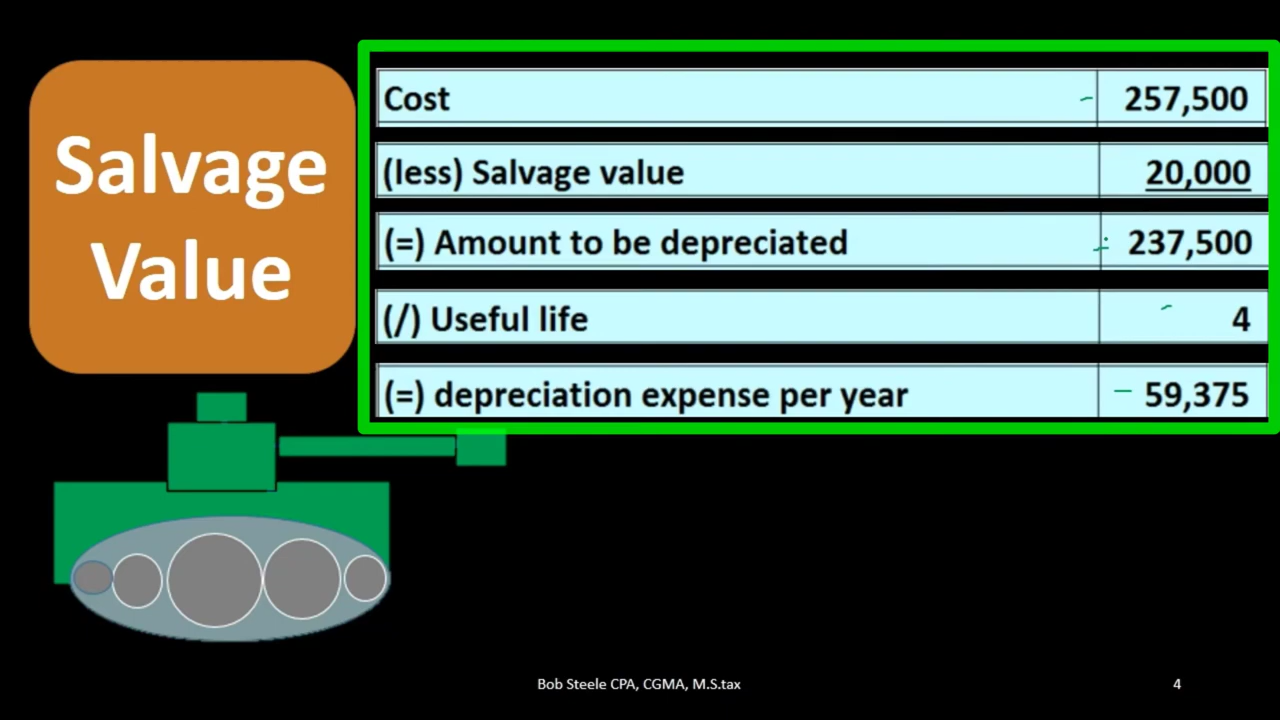 Salvage
Value
Cost 257,500
(less) Salvage value 20,000
(=) Amount to be depreciated 237,500
(/) Useful life 4
(=) depreciation expense per year 59,375
Bob Steele CPA, CGMA, M.S.tax 4